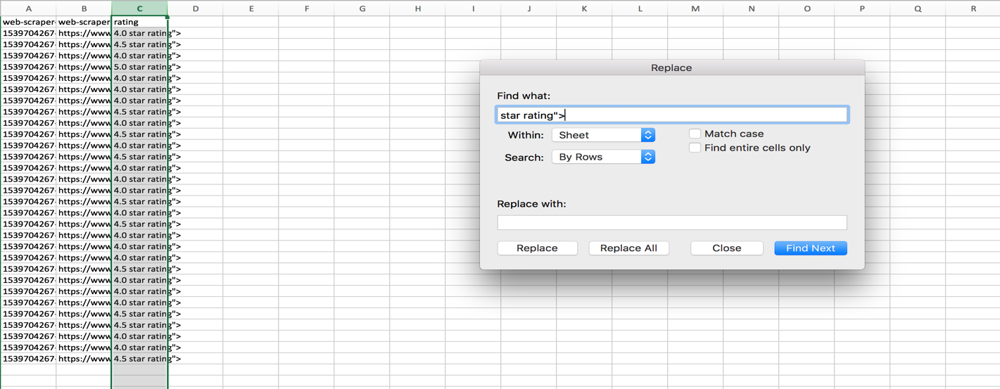 A B C D E F G H I J K L M N O P Q R
web-scraper- web-scraper rating
1539704267- https://www 4.0 star rating">
1539704267- https://www 4.5 star rating">
1539704267- https://www 4.0 star rating">
1539704267- https://www 5.0 star rating">
1539704267- https://www 4.0 star rating">
1539704267- https://www 4.0 star rating">
1539704267- https://www 4.0 star rating">
1539704267- https://www 4.5 star rating">
1539704267- https://www 4.0 star rating">
1539704267- https://www 4.5 star rating">
1539704267- https://www 4.0 star rating">
1539704267- https://www 4.5 star rating">
1539704267- https://www 4.0 star rating">
1539704267- https://www 4.0 star rating">
1539704267- https://www 4.0 star rating">
1539704267- https://www 4.5 star rating">
1539704267- https://www 4.0 star rating">
1539704267- https://www 4.5 star rating">
1539704267- https://www 4.0 star rating">
1539704267- https://www 4.0 star rating">
1539704267- https://www 4.0 star rating">
1539704267- https://www 4.5 star rating">
1539704267- https://www 4.0 star rating">
1539704267- https://www 4.0 star rating">
1539704267- https://www 4.0 star rating">
1539704267- https://www 4.5 star rating">
1539704267- https://www 4.5 star rating">
1539704267- https://www 4.0 star rating">
1539704267- https://www 4.0 star rating">
1539704267- https://www 4.5 star rating">
Replace
Find what:
star rating">
Within: Sheet
Match case
Find entire cells only
Search: By Rows
Replace with:
Replace Replace All Close Find Next